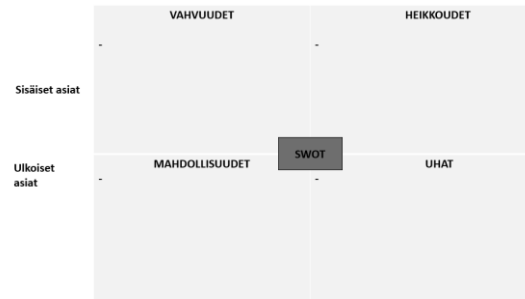 VAHVUUDET
HEIKKOUDET
-
-
Sisäiset asiat
SWOT
Ulkoiset
asiat
MAHDOLLISUUDET
UHAT
-
-